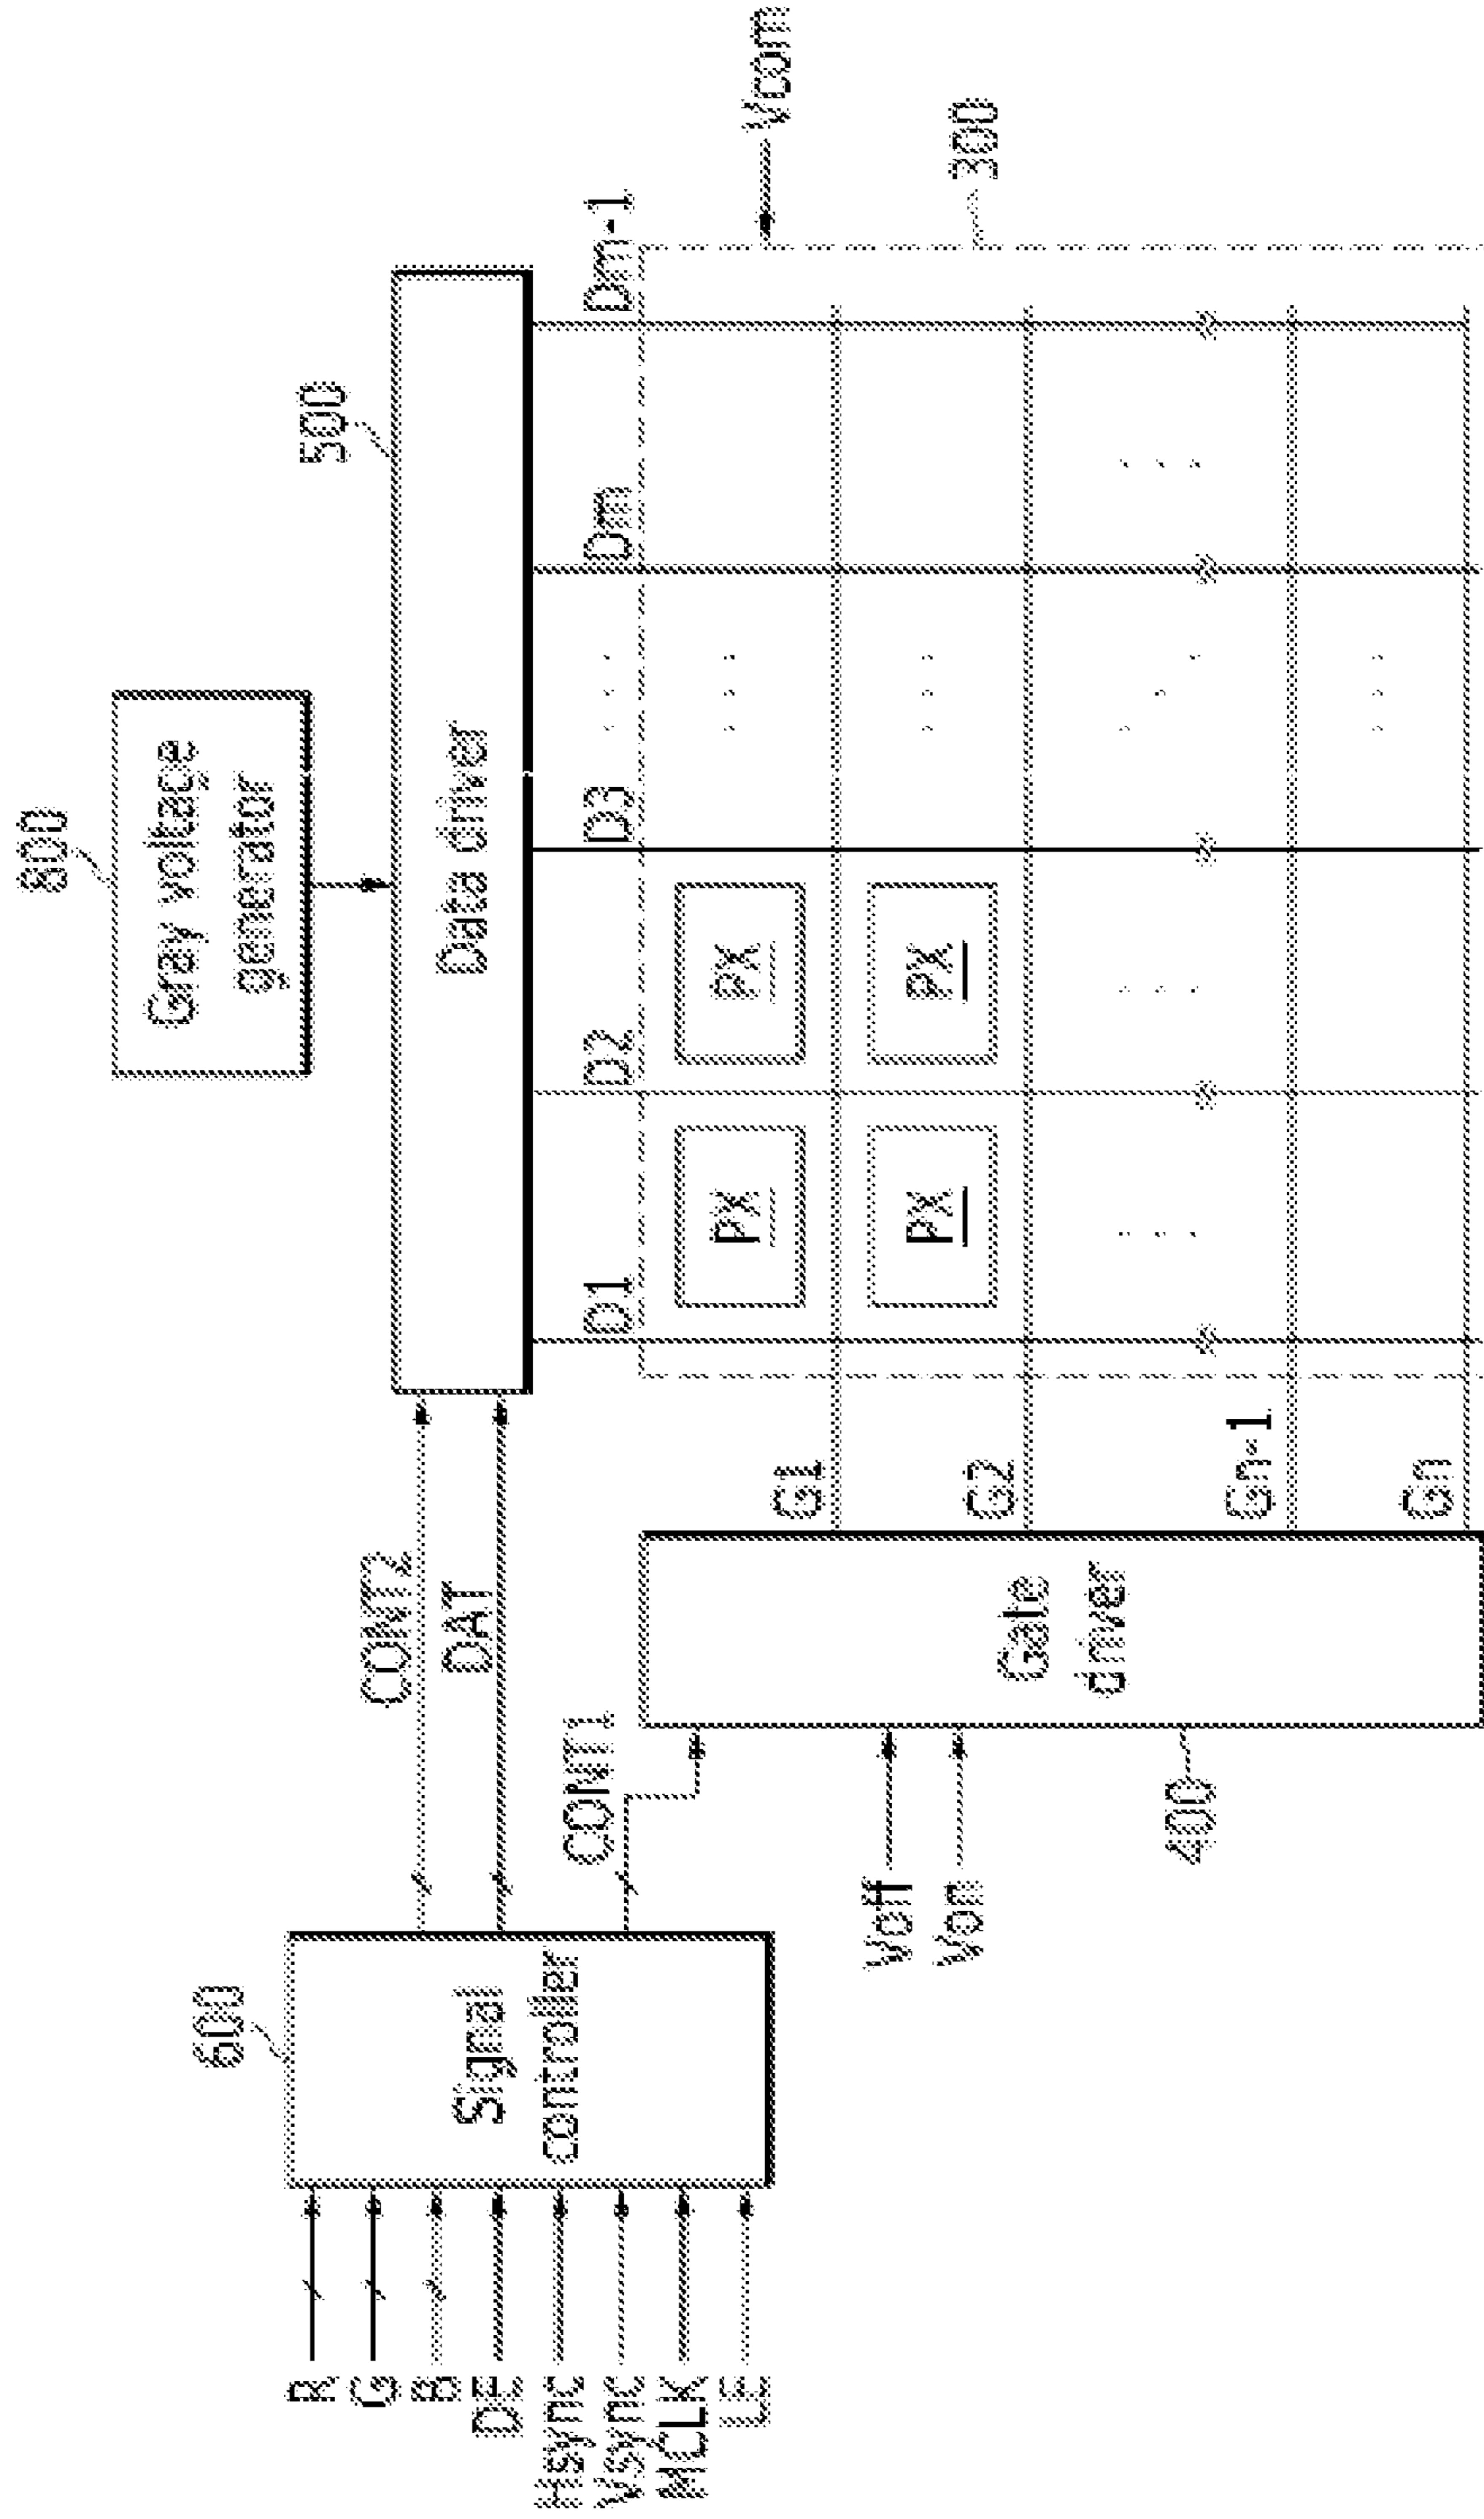 800
Gray voltage
generator
500
Data driver
600
Signal
controller
R
G
B
DE
Hsync
Vsync
MCLK
LE
CONT2
DAT
CONT1
Voff
Von
400
Gate
driver
G1
G2
Gn-1
Gn
D1
D2
D3
Dm
Dm-1
PX
PX
PX
PX
Vcom
300